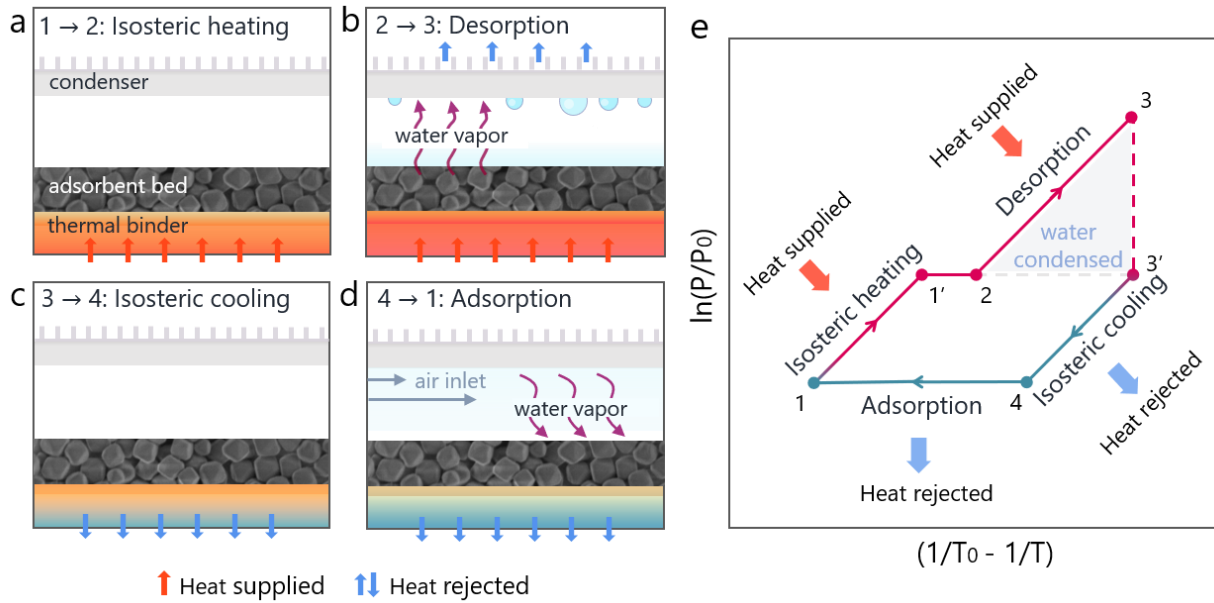 a
1 → 2: Isosteric heating
condenser
adsorbent bed
thermal binder
b
2 → 3: Desorption
water vapor
c
3 → 4: Isosteric cooling
d
4 → 1: Adsorption
air inlet
water vapor
Heat supplied
Heat rejected
e
ln(P/P₀)
(1/T₀ - 1/T)
Heat supplied
Heat supplied
Isosteric heating
Desorption
water
condensed
Isosteric cooling
Adsorption
Heat rejected
Heat rejected
1
1′
2
3
3′
4